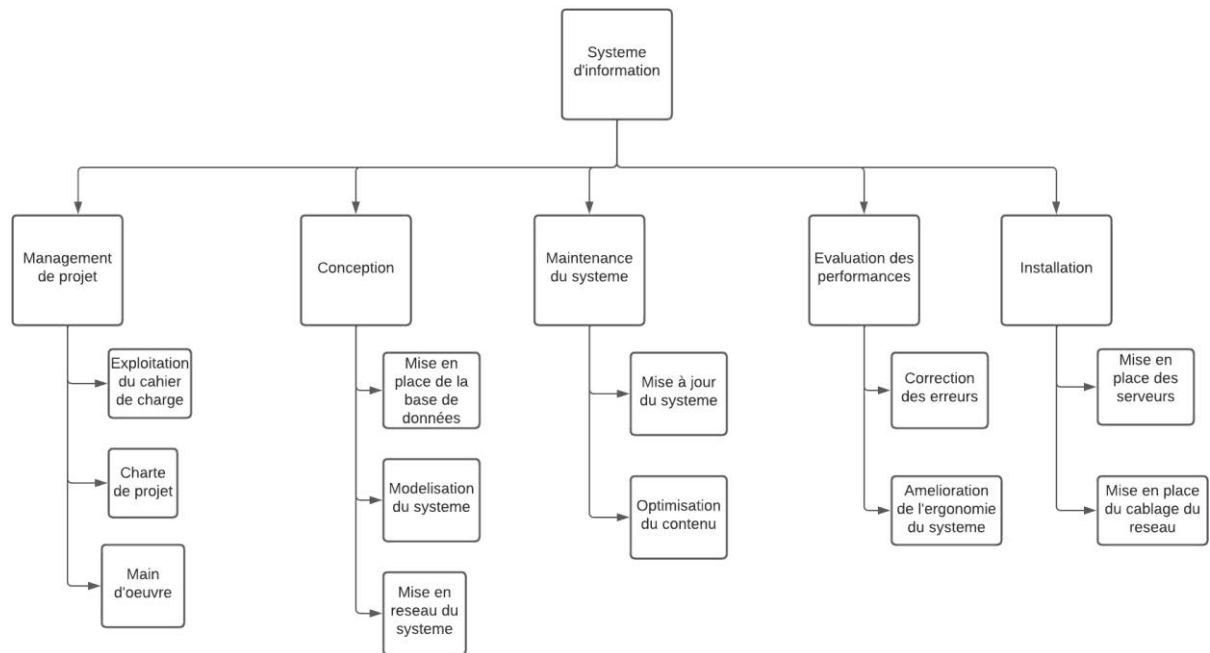 Systeme
d'information
Management
de projet
Conception
Maintenance
du systeme
Evaluation des
performances
Installation
Exploitation
du cahier
de charge
Charte
de projet
Main
d'oeuvre
Mise en
place de la
base de
données
Modelisation
du systeme
Mise en
reseau du
systeme
Mise à jour
du systeme
Optimisation
du contenu
Correction
des erreurs
Amelioration
de l'ergonomie
du systeme
Mise en
place des
serveurs
Mise en place
du cablage du
reseau